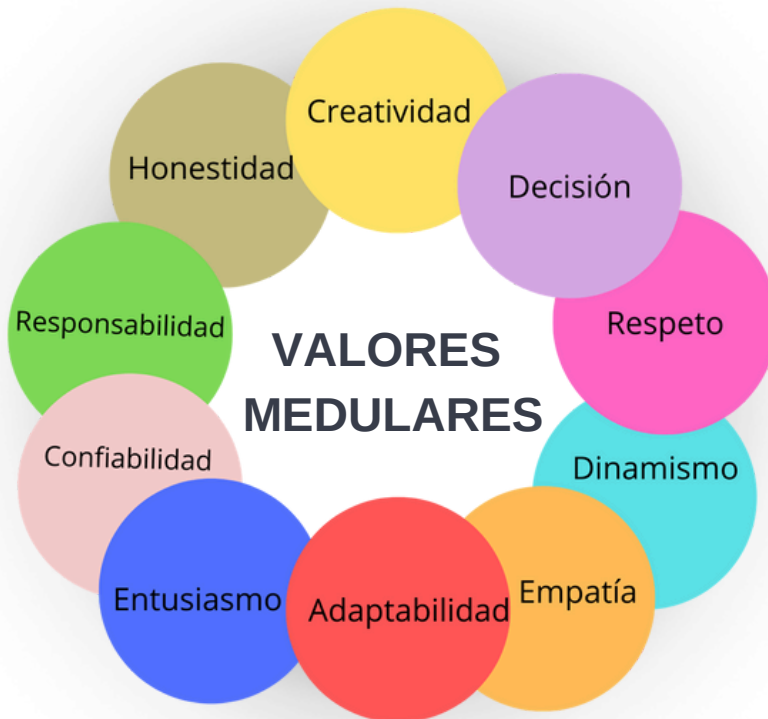 Creatividad
Honestidad
Decisión
Responsabilidad
Respeto
VALORES
MEDULARES
Confiabilidad
Dinamismo
Entusiasmo
Adaptabilidad
Empatía